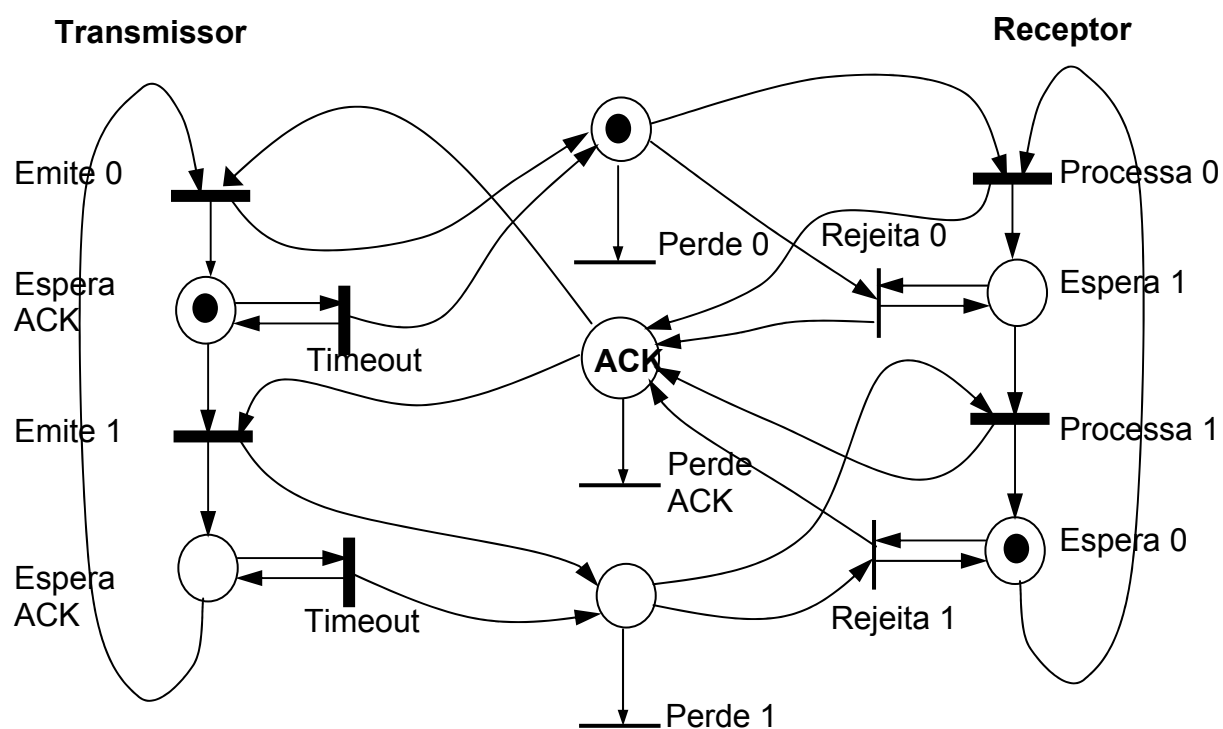 Transmissor
Receptor
Emite 0
Processa 0
Perde 0
Rejeita 0
Espera
ACK
Espera 1
Timeout
ACK
Emite 1
Processa 1
Perde
ACK
Espera 0
Espera
ACK
Timeout
Rejeita 1
Perde 1